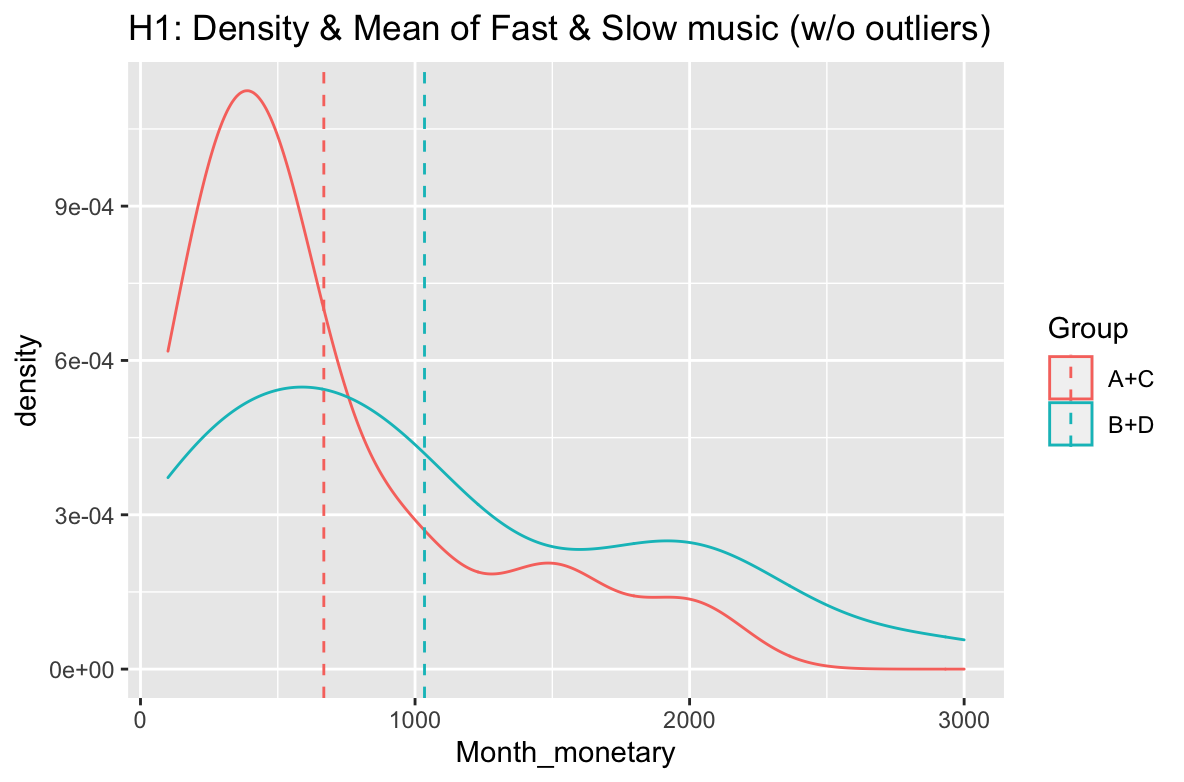 H1: Density & Mean of Fast & Slow music (w/o outliers)
density
9e-04
6e-04
3e-04
0e+00
0 1000 2000 3000
Month_monetary
Group
A+C
B+D